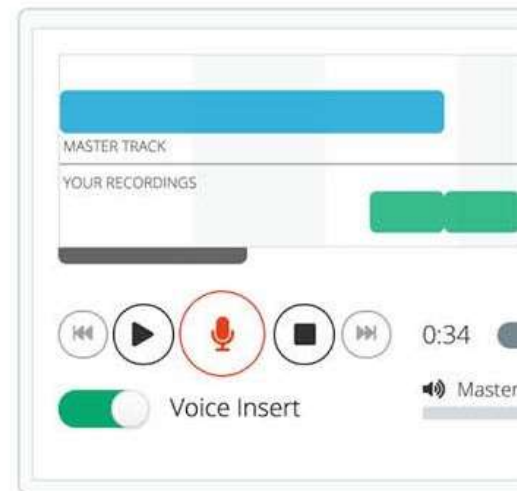 MASTER TRACK
YOUR RECORDINGS
0:34
Master
Voice Insert